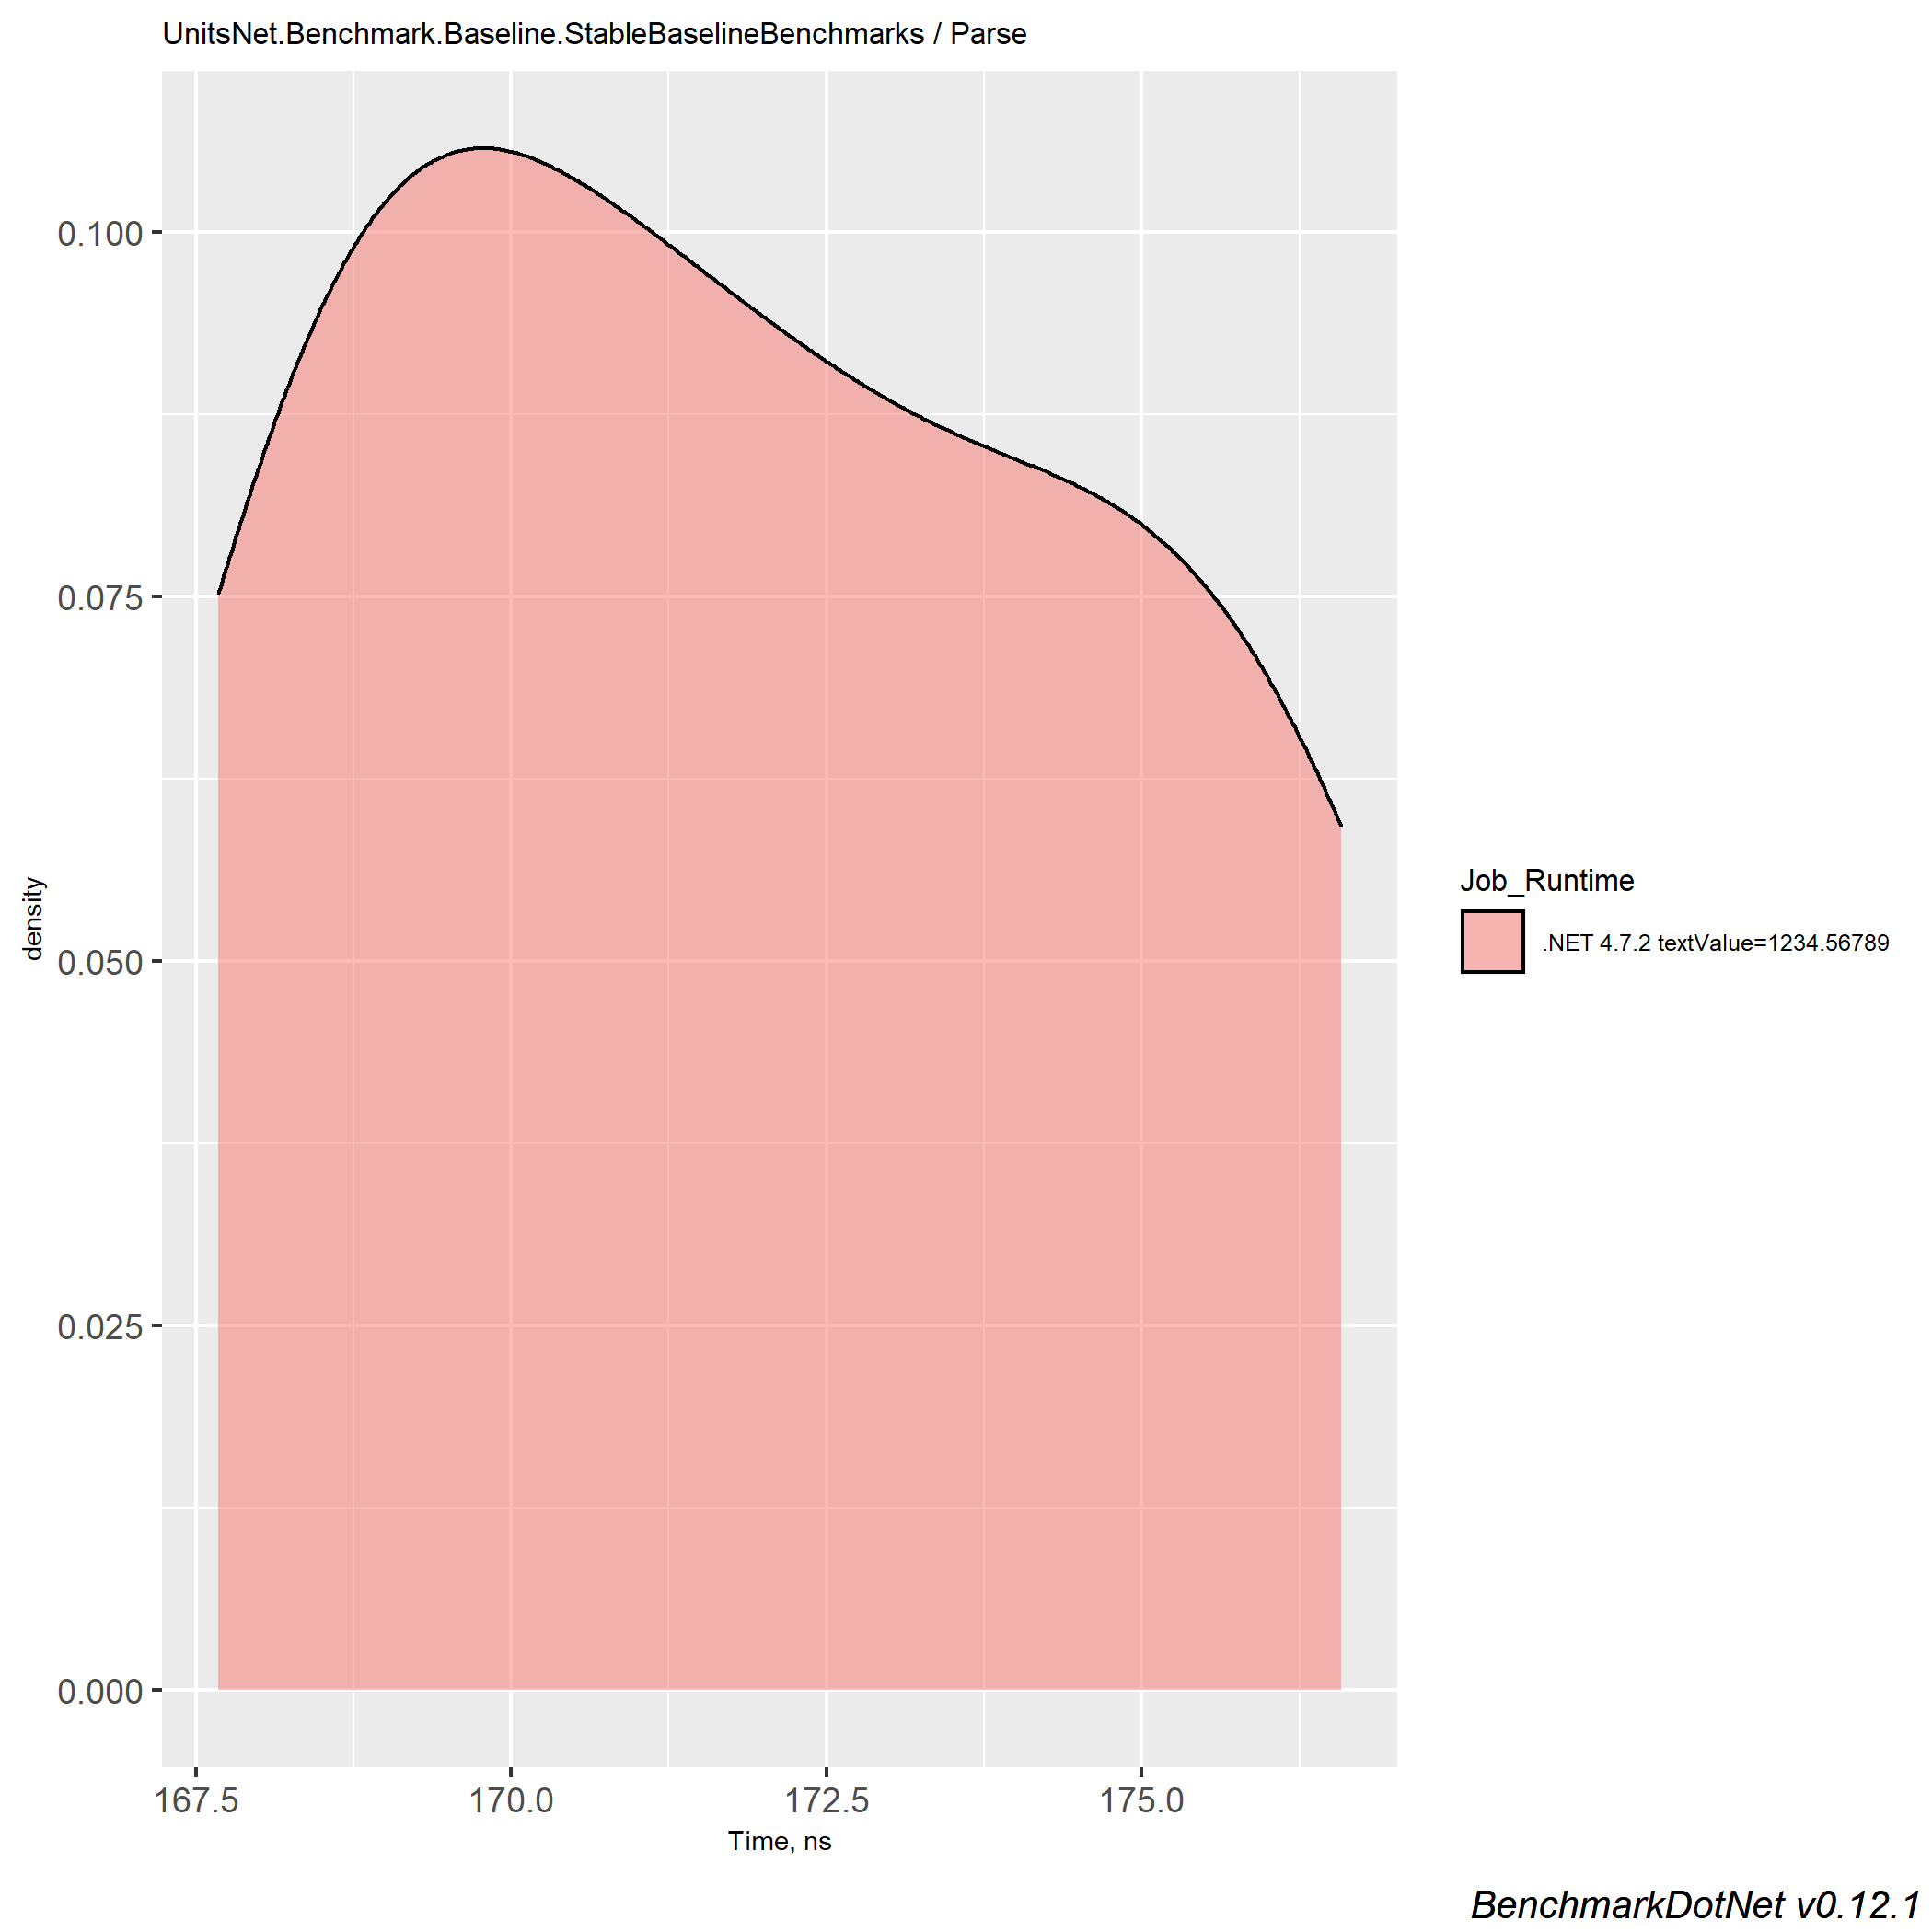 UnitsNet.Benchmark.Baseline.StableBaselineBenchmarks / Parse
0.100
0.075
0.050
0.025
0.000
density
167.5 170.0 172.5 175.0
Time, ns
Job_Runtime
.NET 4.7.2 textValue=1234.56789
BenchmarkDotNet v0.12.1